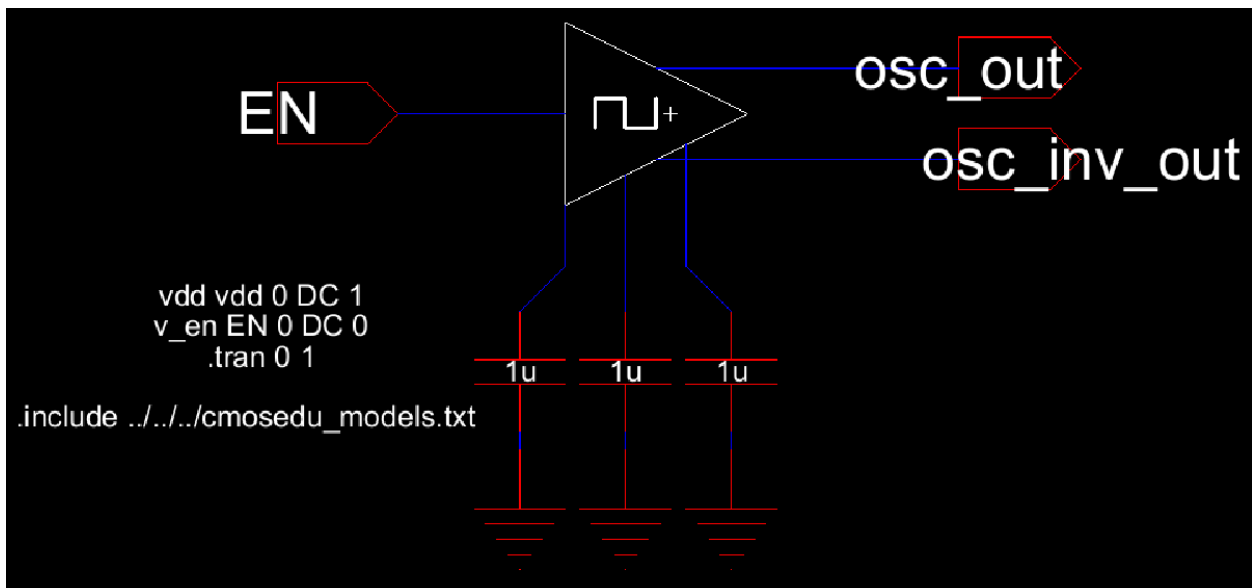 osc_out
EN
+
osc_inv_out
vdd vdd 0 DC 1
v_en EN 0 DC 0
.tran 0 1
1u 1u 1u
.include ../../../cmosedu_models.txt